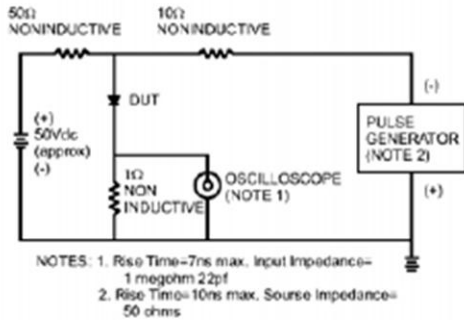 50Ω
NONINDUCTIVE
10Ω
NONINDUCTIVE
(+)
50Vdc
(approx)
(-)
DUT
1Ω
NON
INDUCTIVE
OSCILLOSCOPE
(NOTE 1)
(-)
PULSE
GENERATOR
(NOTE 2)
(+)
NOTES: 1. Rise Time=7ns max. Input Impedance=
1 megohm 22pf
2. Rise Time=10ns max. Sourse Impedance=
50 ohms